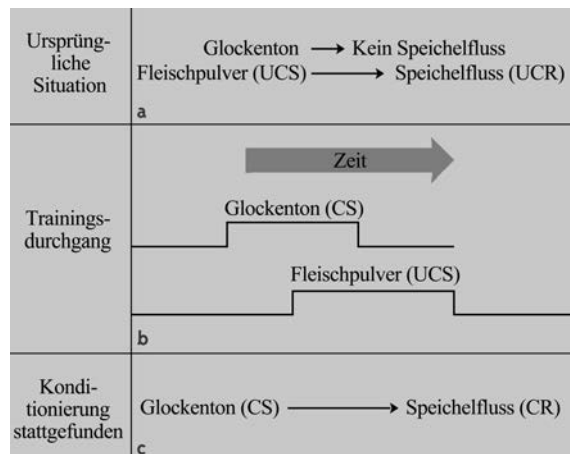 Ursprüng-
liche
Situation
Glockenton → Kein Speichelfluss
Fleischpulver (UCS) → Speichelfluss (UCR)
a
Zeit
Trainings-
durchgang
Glockenton (CS)
Fleischpulver (UCS)
b
Kondi-
tionierung
stattgefunden
Glockenton (CS) → Speichelfluss (CR)
c